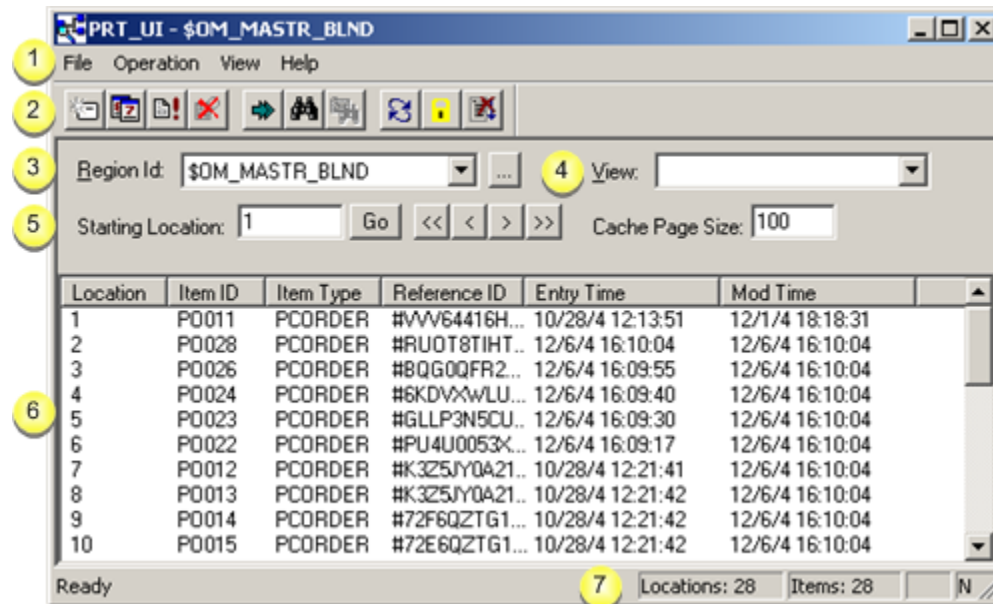 PRT_UI - $OM_MASTR_BLND
1 File Operation View Help
2
3 Region Id: $OM_MASTR_BLND ... 4 View:
5 Starting Location: 1 Go << < > >> Cache Page Size: 100
Location Item ID Item Type Reference ID Entry Time Mod Time
1 PO011 PCORDER #VVV64416H... 10/28/4 12:13:51 12/1/4 18:18:31
2 PO028 PCORDER #RUOT8TIHT... 12/6/4 16:10:04 12/6/4 16:10:04
3 PO026 PCORDER #BQG0QFR2... 12/6/4 16:09:55 12/6/4 16:10:04
4 PO024 PCORDER #6KDVXwLU... 12/6/4 16:09:40 12/6/4 16:10:04
5 PO023 PCORDER #GLLP3N5CU... 12/6/4 16:09:30 12/6/4 16:10:04
6
6 PO022 PCORDER #PU4U0053X... 12/6/4 16:09:17 12/6/4 16:10:04
7 PO012 PCORDER #K3Z5JY0A21... 10/28/4 12:21:41 12/6/4 16:10:04
8 PO013 PCORDER #K3Z5JY0A21... 10/28/4 12:21:42 12/6/4 16:10:04
9 PO014 PCORDER #72F6QZTG1... 10/28/4 12:21:42 12/6/4 16:10:04
10 PO015 PCORDER #72E6QZTG1... 10/28/4 12:21:42 12/6/4 16:10:04
Ready 7 Locations: 28 Items: 28 N